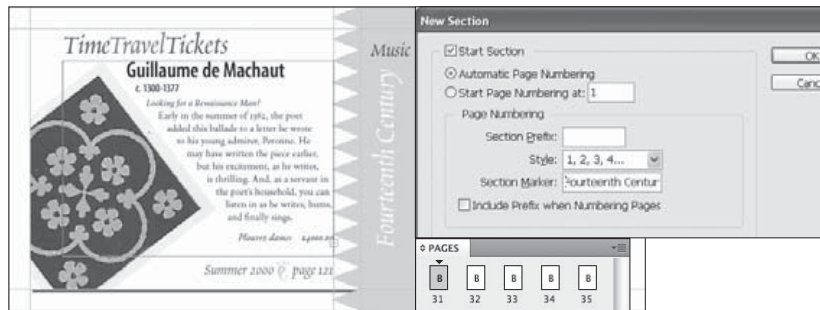 TimeTravelTickets
Guillaume de Machaut
c. 1300-1377
Looking for a Renaissance Man?
Early in the summer of 1362, the poet
added this ballade to a letter he wrote
to his young admirer, Peronne. He
may have written the piece earlier,
but his excitement, as he writes,
is thrilling. And, as a servant in
the poet's household, you can
listen in as he writes, hums,
and finally sings.
Plourez dames
Summer 2000 page 121
Music
Fourteenth Century
New Section
Start Section
Automatic Page Numbering
Start Page Numbering at: 1
Page Numbering
Section Prefix:
Style: 1, 2, 3, 4...
Section Marker: Fourteenth Centur
Include Prefix when Numbering Pages
OK
Canc
PAGES
B B B B B
31 32 33 34 35